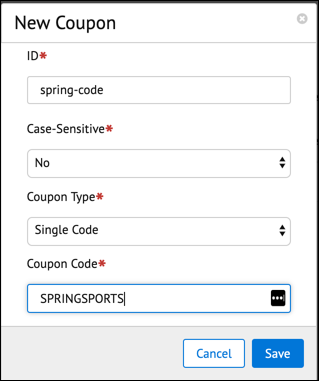 New Coupon
ID*
spring-code
Case-Sensitive*
No
Coupon Type*
Single Code
Coupon Code*
SPRINGSPORTS
Cancel Save